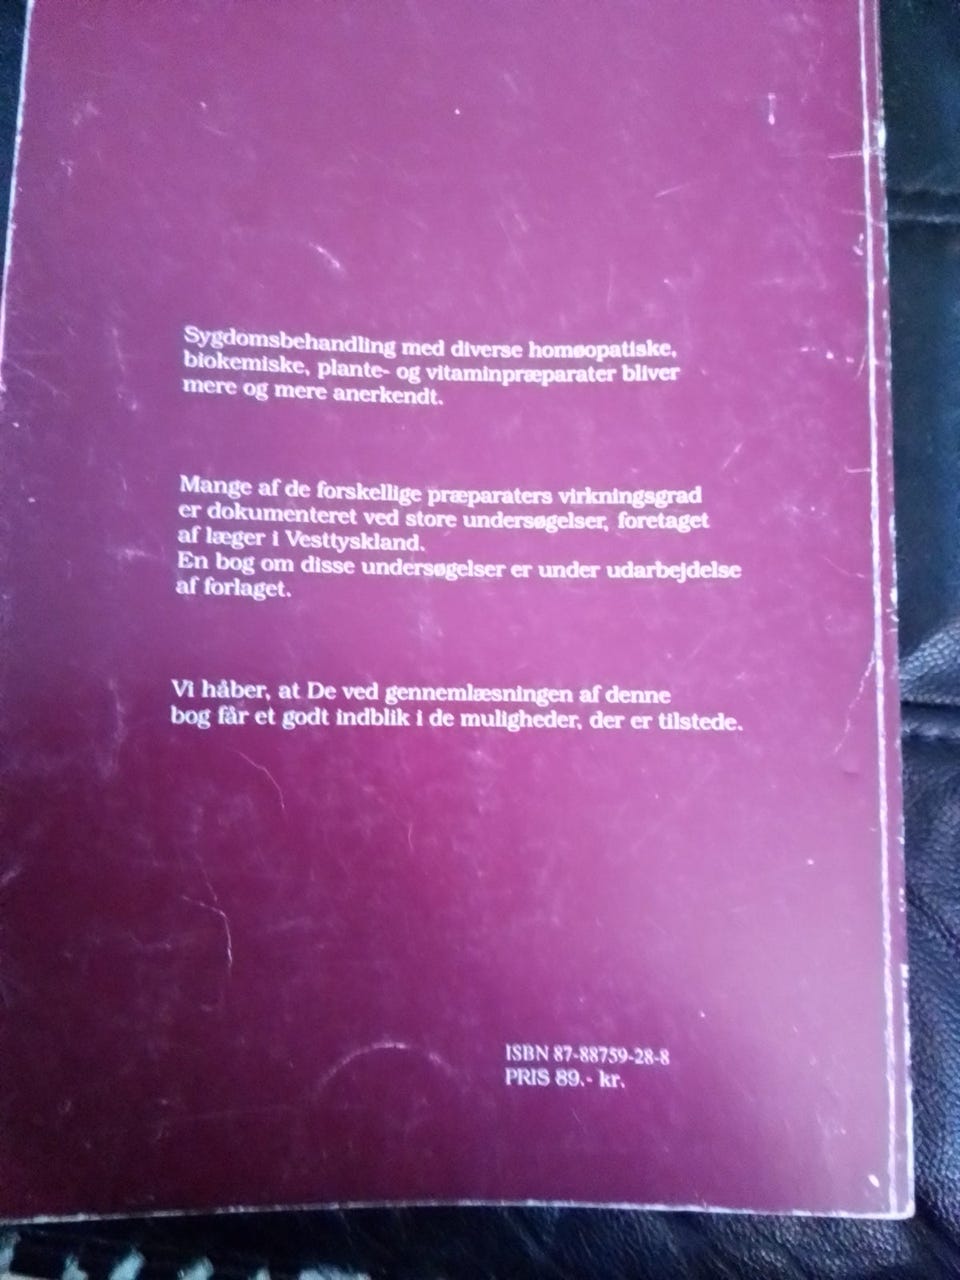 Sygdomsbehandling med diverse homøopatiske,
biokemiske, plante- og vitaminpræparater bliver
mere og mere anerkendt.
Mange af de forskellige præparaters virkningsgrad
er dokumenteret ved store undersøgelser, foretaget
af læger i Vesttyskland.
En bog om disse undersøgelser er under udarbejdelse
af forlaget.
Vi håber, at De ved gennemlæsningen af denne
bog får et godt indblik i de muligheder, der er tilstede.
ISBN 87-88759-28-8
PRIS 89.- kr.